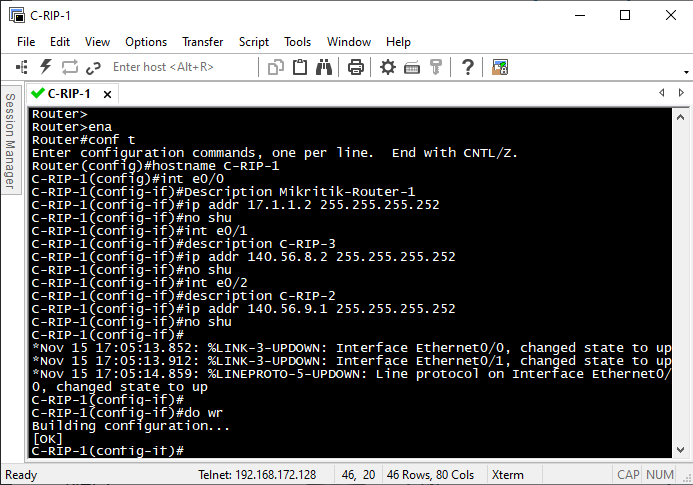 C-RIP-1
File Edit View Options Transfer Script Tools Window Help
Enter host <Alt+R>
Session Manager
C-RIP-1
Router>
Router>ena
Router#conf t
Enter configuration commands, one per line.  End with CNTL/Z.
Router(config)#hostname C-RIP-1
C-RIP-1(config)#int e0/0
C-RIP-1(config-if)#Description Mikritik-Router-1
C-RIP-1(config-if)#ip addr 17.1.1.2 255.255.255.252
C-RIP-1(config-if)#no shu
C-RIP-1(config-if)#int e0/1
C-RIP-1(config-if)#description C-RIP-3
C-RIP-1(config-if)#ip addr 140.56.8.2 255.255.255.252
C-RIP-1(config-if)#no shu
C-RIP-1(config-if)#int e0/2
C-RIP-1(config-if)#description C-RIP-2
C-RIP-1(config-if)#ip addr 140.56.9.1 255.255.255.252
C-RIP-1(config-if)#no shu
C-RIP-1(config-if)#
*Nov 15 17:05:13.852: %LINK-3-UPDOWN: Interface Ethernet0/0, changed state to up
*Nov 15 17:05:13.912: %LINK-3-UPDOWN: Interface Ethernet0/1, changed state to up
*Nov 15 17:05:14.859: %LINEPROTO-5-UPDOWN: Line protocol on Interface Ethernet0/
0, changed state to up
C-RIP-1(config-if)#
C-RIP-1(config-if)#do wr
Building configuration...
[OK]
C-RIP-1(config-if)#
Ready Telnet: 192.168.172.128 46, 20 46 Rows, 80 Cols Xterm CAP NUM